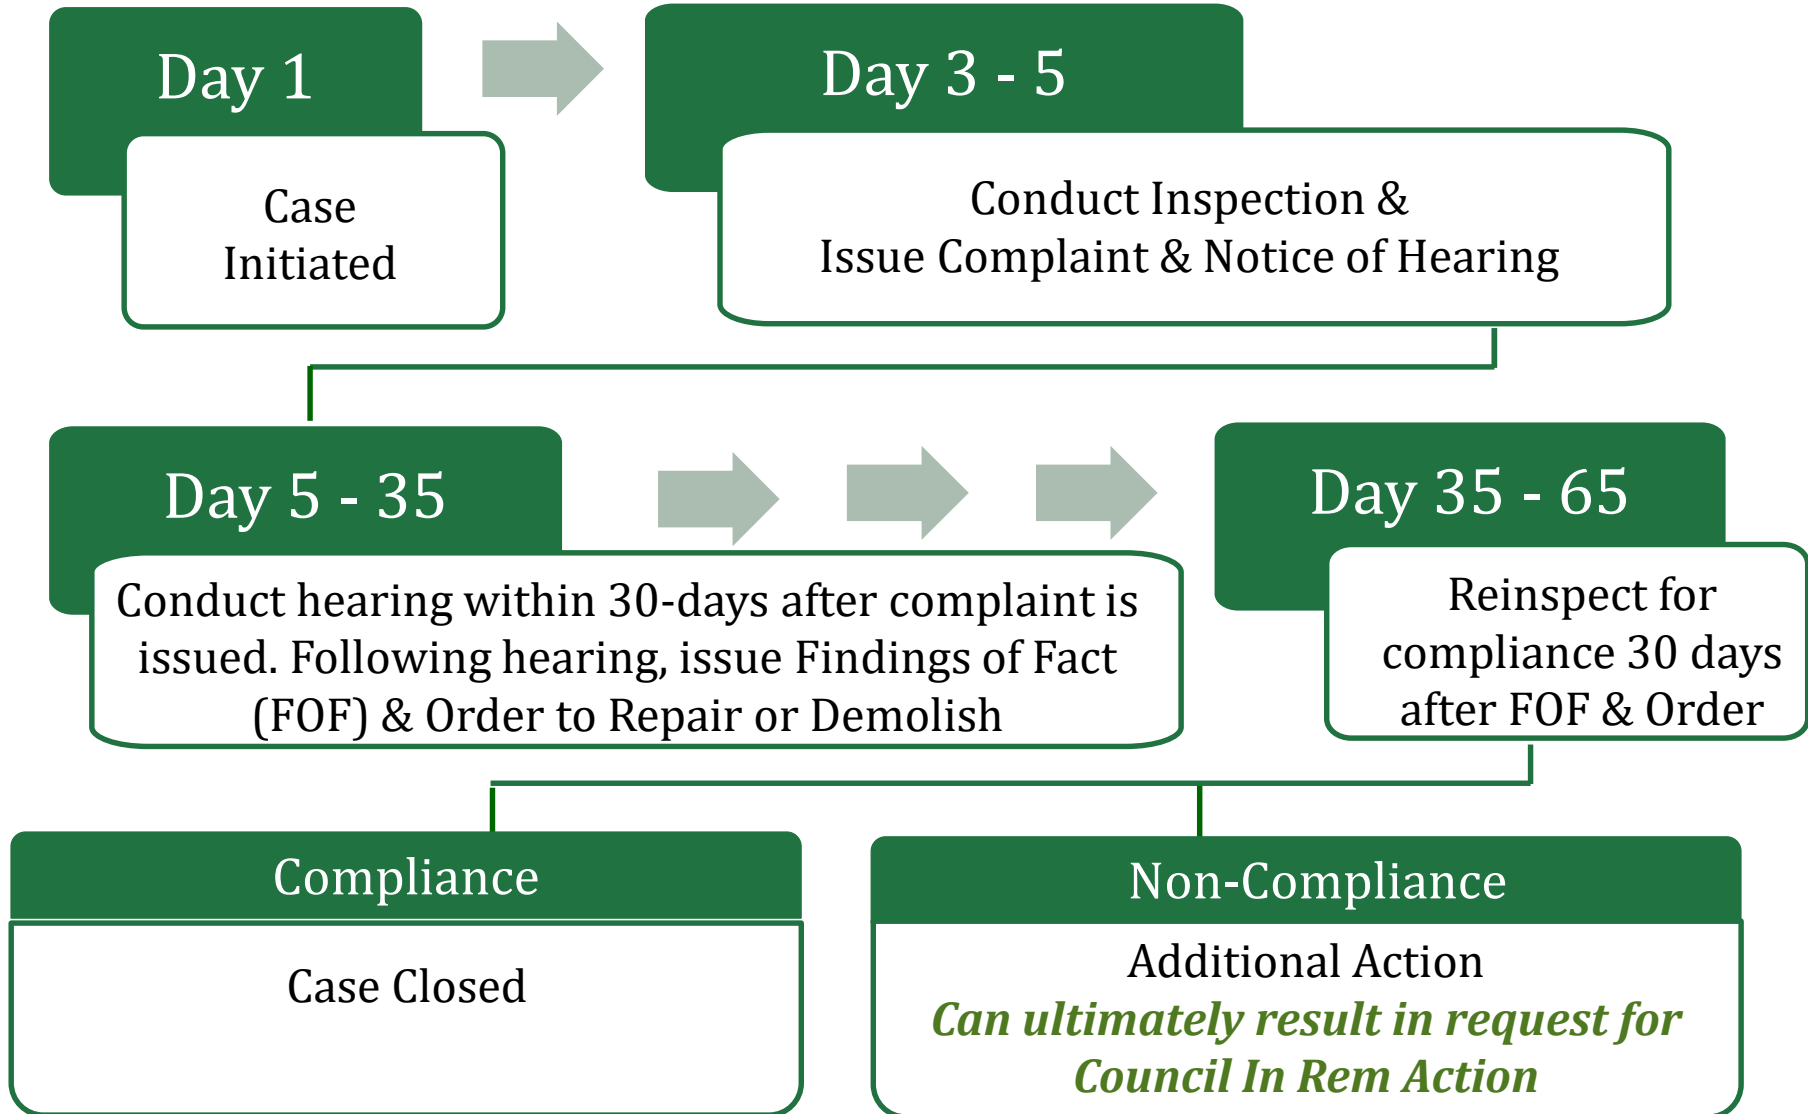 Day 1
Case
Initiated
Day 3 - 5
Conduct Inspection &
Issue Complaint & Notice of Hearing
Day 5 - 35
Conduct hearing within 30-days after complaint is
issued. Following hearing, issue Findings of Fact
(FOF) & Order to Repair or Demolish
Day 35 - 65
Reinspect for
compliance 30 days
after FOF & Order
Compliance
Case Closed
Non-Compliance
Additional Action
Can ultimately result in request for
Council In Rem Action